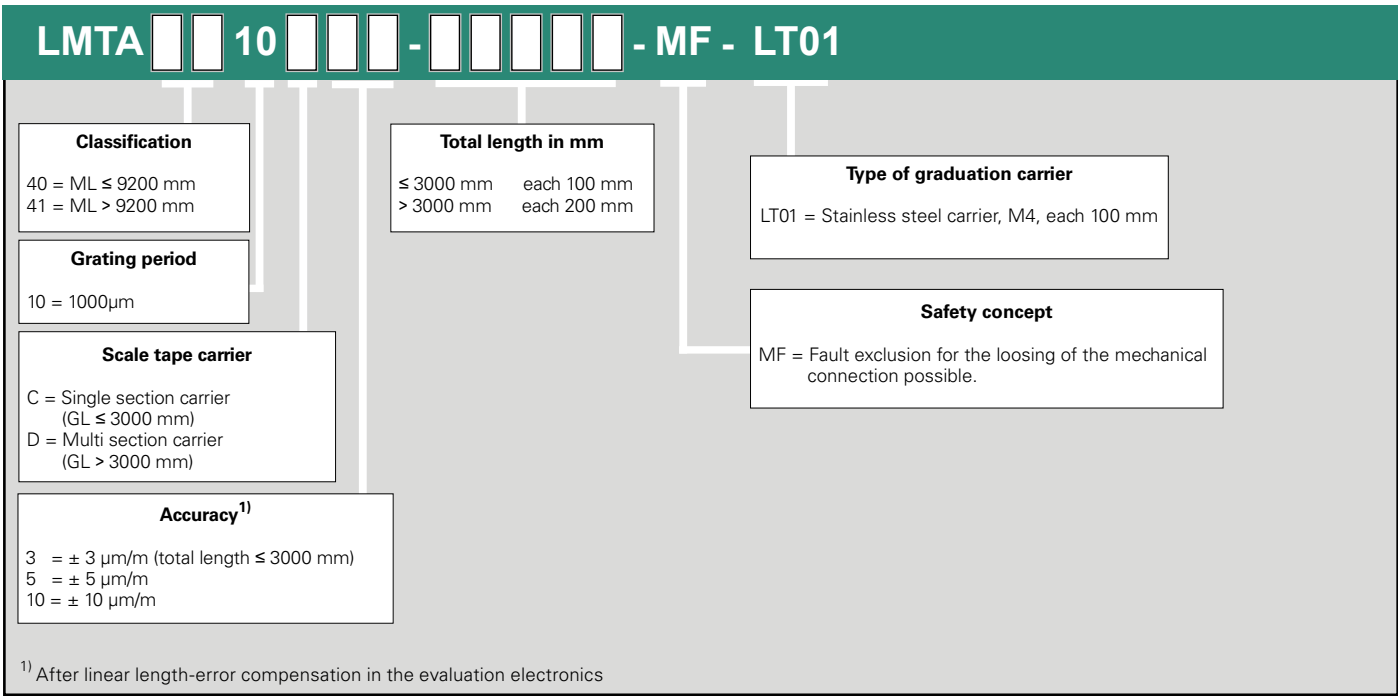 LMTA 10 - - MF - LT01
Classification
40 = ML ≤ 9200 mm
41 = ML > 9200 mm
Grating period
10 = 1000µm
Scale tape carrier
C = Single section carrier
(GL ≤ 3000 mm)
D = Multi section carrier
(GL > 3000 mm)
Accuracy1)
3 = ± 3 µm/m (total length ≤ 3000 mm)
5 = ± 5 µm/m
10 = ± 10 µm/m
Total length in mm
≤ 3000 mm each 100 mm
> 3000 mm each 200 mm
Type of graduation carrier
LT01 = Stainless steel carrier, M4, each 100 mm
Safety concept
MF = Fault exclusion for the loosing of the mechanical
connection possible.
1) After linear length-error compensation in the evaluation electronics